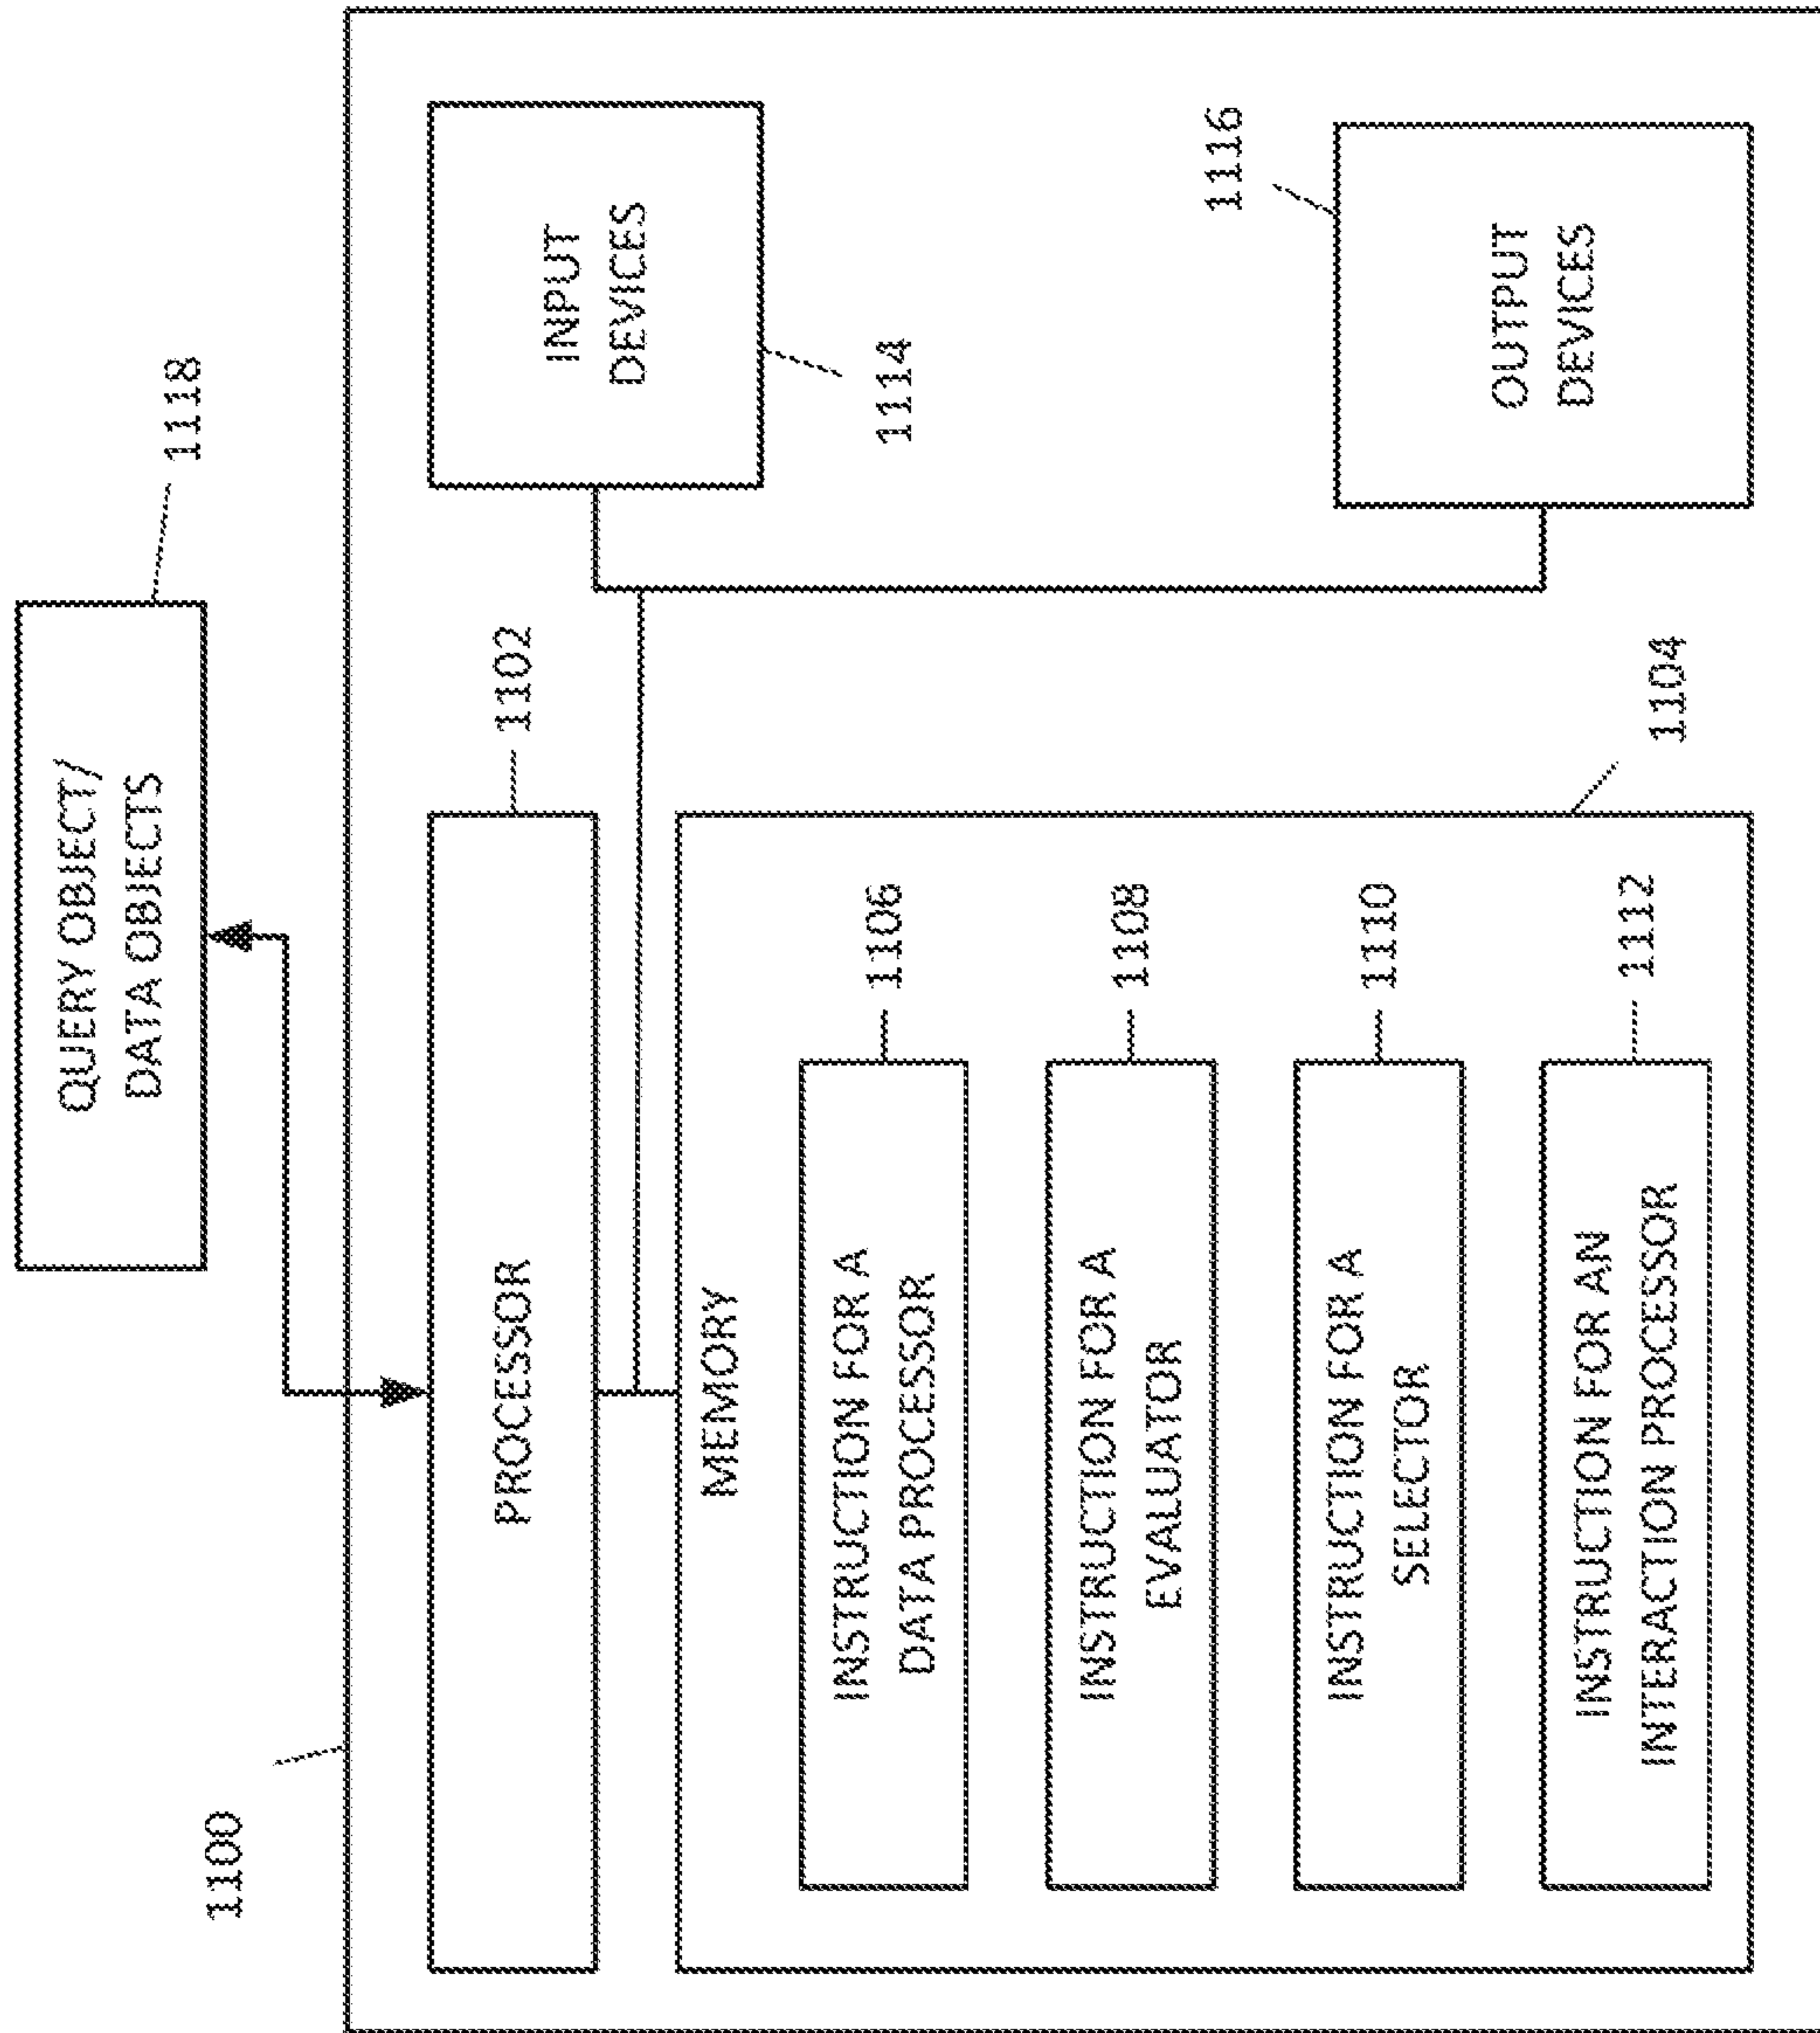 1100
QUERY OBJECT/
DATA OBJECTS
1118
PROCESSOR
1102
INPUT
DEVICES
1114
MEMORY
1104
INSTRUCTION FOR A
DATA PROCESSOR
1106
INSTRUCTION FOR A
EVALUATOR
1108
INSTRUCTION FOR A
SELECTOR
1110
INSTRUCTION FOR AN
INTERACTION PROCESSOR
1112
OUTPUT
DEVICES
1116